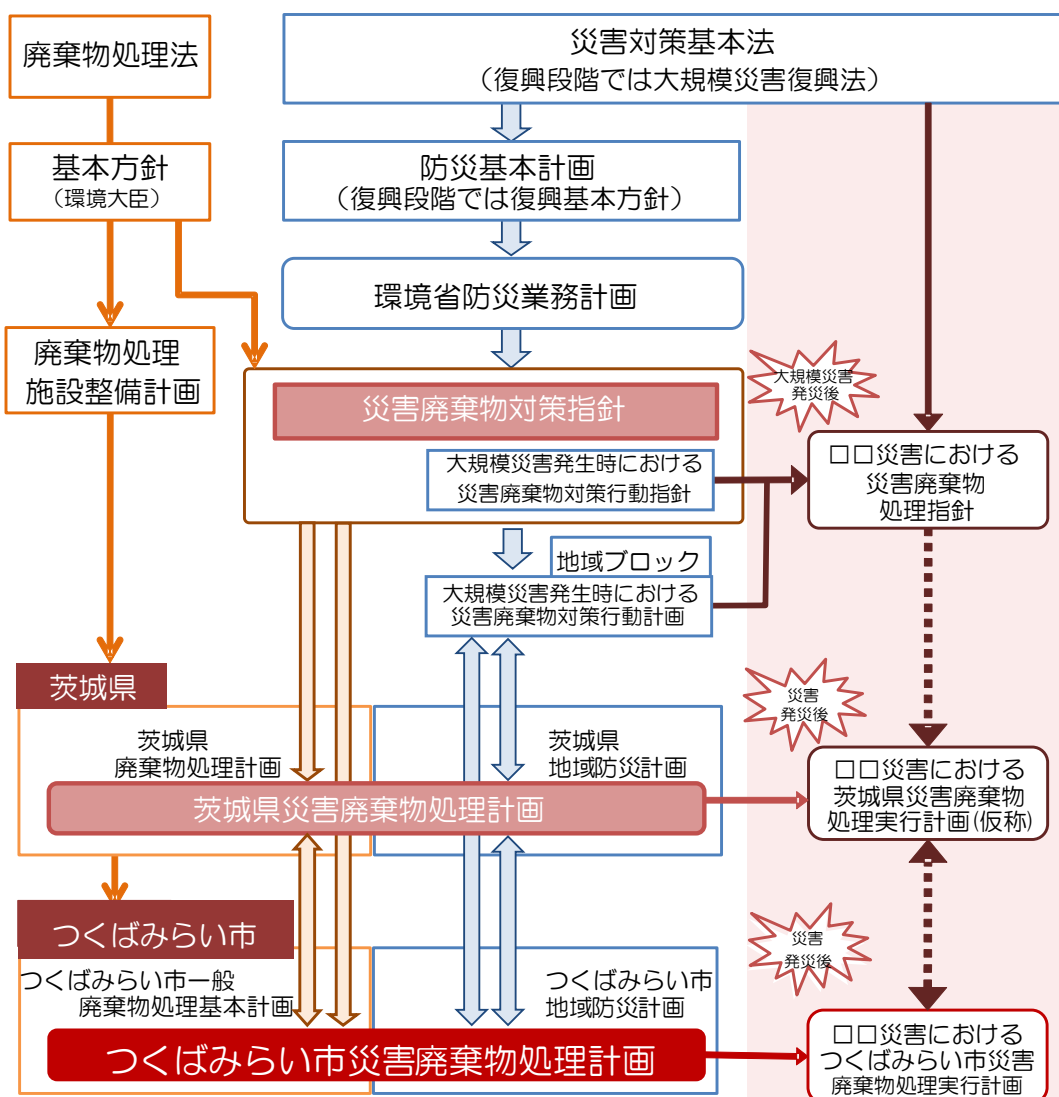 廃棄物処理法
災害対策基本法
（復興段階では大規模災害復興法）
基本方針
（環境大臣）
防災基本計画
（復興段階では復興基本方針）
環境省防災業務計画
廃棄物処理
施設整備計画
災害廃棄物対策指針
大規模災害発生時における
災害廃棄物対策行動指針
大規模災害
発災後
□□災害における
災害廃棄物
処理指針
地域ブロック
大規模災害発生時における
災害廃棄物対策行動計画
茨城県
茨城県
廃棄物処理計画
茨城県
地域防災計画
茨城県災害廃棄物処理計画
災害
発災後
□□災害における
茨城県災害廃棄物
処理実行計画(仮称)
つくばみらい市
つくばみらい市一般
廃棄物処理基本計画
つくばみらい市
地域防災計画
つくばみらい市災害廃棄物処理計画
災害
発災後
□□災害における
つくばみらい市災害
廃棄物処理実行計画